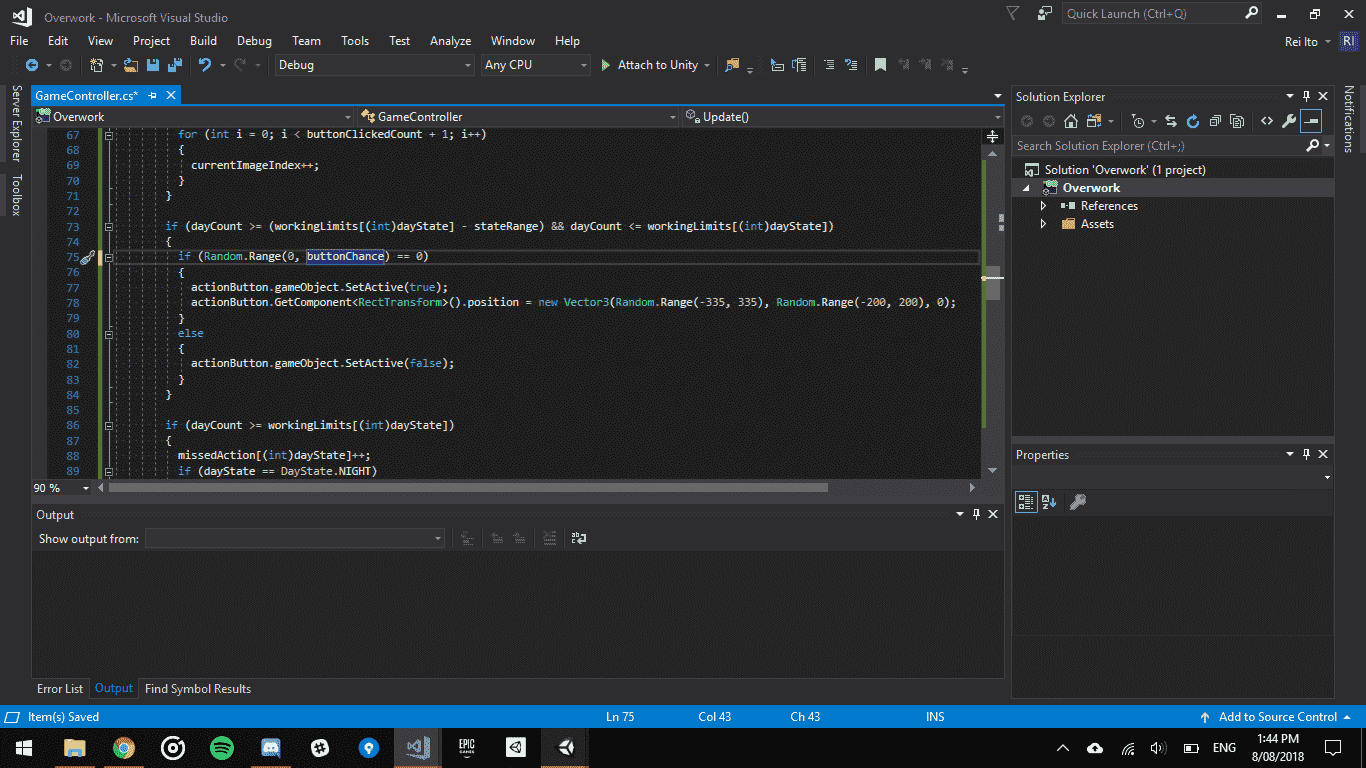 Overwork - Microsoft Visual Studio
Quick Launch (Ctrl+Q)
File Edit View Project Build Debug Team Tools Test Analyze Window Help
Rei Ito RI
Debug Any CPU Attach to Unity
Server Explorer
Toolbox
GameController.cs*
Overwork GameController Update()
67 for (int i = 0; i < buttonClickedCount + 1; i++)
68 {
69 currentImageIndex++;
70 }
71 }
72
73 if (dayCount >= (workingLimits[(int)dayState] - stateRange) && dayCount <= workingLimits[(int)dayState])
74 {
75 if (Random.Range(0, buttonChance) == 0)
76 {
77 actionButton.gameObject.SetActive(true);
78 actionButton.GetComponent<RectTransform>().position = new Vector3(Random.Range(-335, 335), Random.Range(-200, 200), 0);
79 }
80 else
81 {
82 actionButton.gameObject.SetActive(false);
83 }
84 }
85
86 if (dayCount >= workingLimits[(int)dayState])
87 {
88 missedAction[(int)dayState]++;
89 if (dayState == DayState.NIGHT)
90 %
Output
Show output from:
Error List Output Find Symbol Results
Solution Explorer
Search Solution Explorer (Ctrl+;)
Solution 'Overwork' (1 project)
Overwork
References
Assets
Properties
Notifications
Item(s) Saved Ln 75 Col 43 Ch 43 INS Add to Source Control
EPIC
GAMES
ENG
1:44 PM
8/08/2018